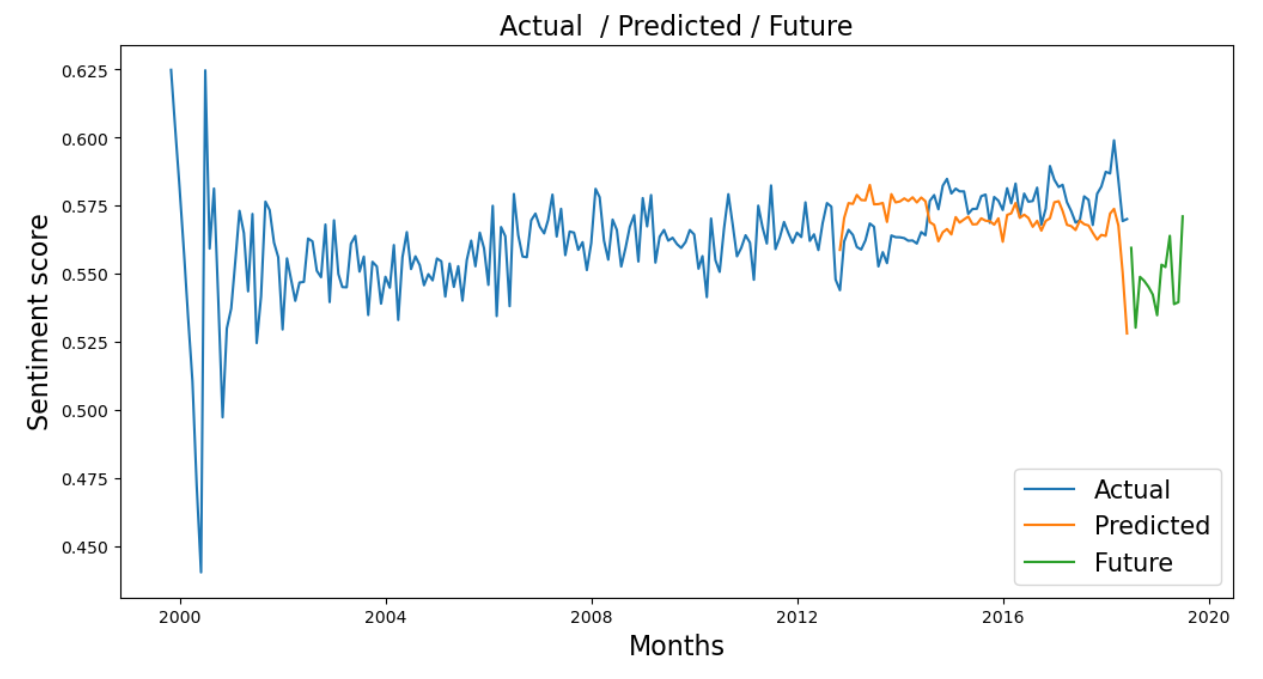 Actual / Predicted / Future
0.625
0.600
0.575
0.550
0.525
0.500
0.475
0.450
Sentiment score
Actual
Predicted
Future
2000 2004 2008 2012 2016 2020
Months